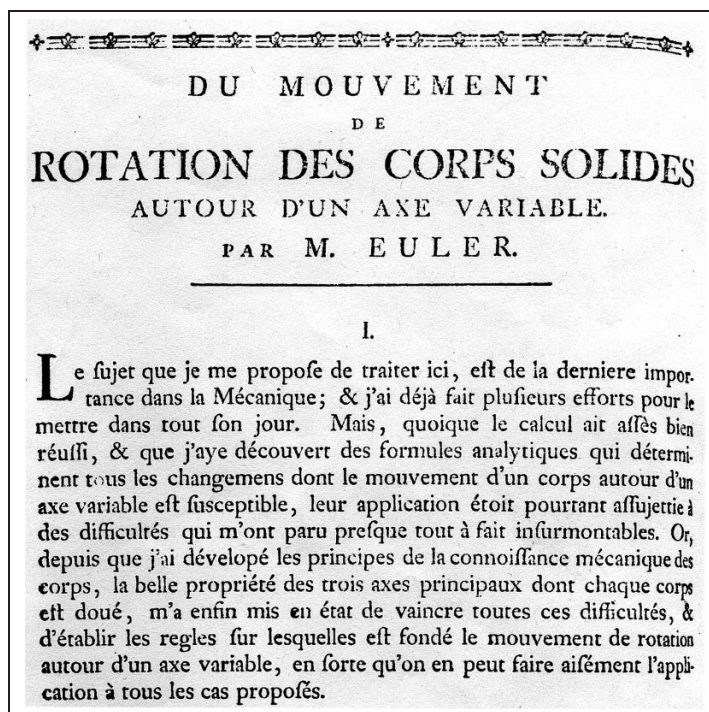 DU MOUVEMENT
DE
ROTATION DES CORPS SOLIDES
AUTOUR D'UN AXE VARIABLE.
PAR M. EULER.
I.
Le ſujet que je me propoſe de traiter ici, eſt de la derniere impor-
tance dans la Mécanique; & j'ai déjà fait pluſieurs efforts pour le
mettre dans tout ſon jour. Mais, quoique le calcul ait aſſès bien
réuſſi, & que j'aye découvert des formules analytiques qui détermi-
nent tous les changemens dont le mouvement d'un corps autour d'un
axe variable eſt ſuſceptible, leur application étoit pourtant aſſujettie à
des difficultés qui m'ont paru preſque tout à fait inſurmontables. Or,
depuis que j'ai dévelopé les principes de la connoiſſance mécanique des
corps, la belle propriété des trois axes principaux dont chaque corps
eſt doué, m'a enfin mis en état de vaincre toutes ces difficultés, &
d'établir les regles ſur lesquelles eſt fondé le mouvement de rotation
autour d'un axe variable, en ſorte qu'on en peut faire aiſément l'appli-
cation à tous les cas propoſés.